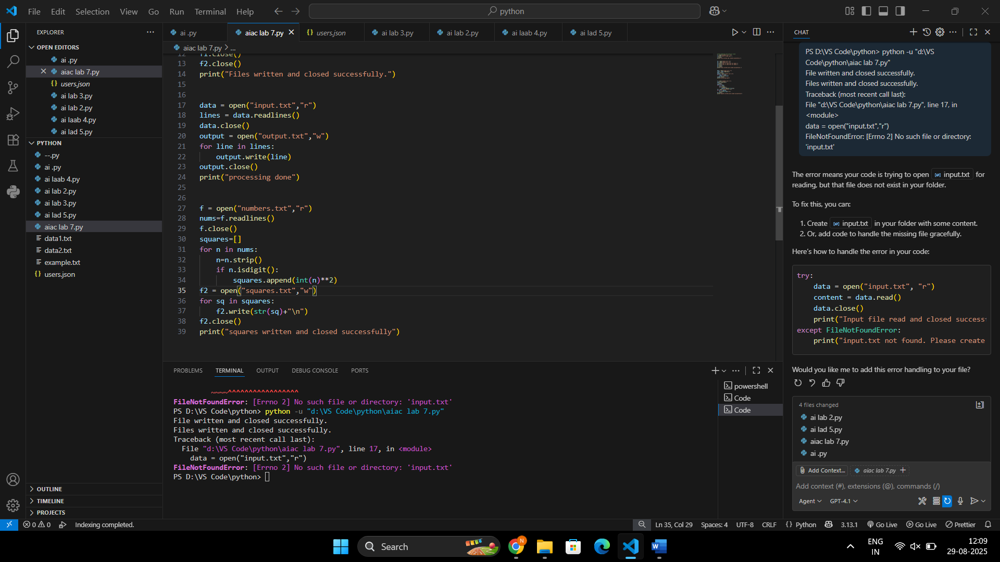 File Edit Selection View Go Run Terminal Help
python
EXPLORER
OPEN EDITORS
ai .py
aiac lab 7.py
users.json
ai lab 3.py
ai lab 2.py
ai laab 4.py
ai lad 5.py
PYTHON
--.py
ai .py
ai laab 4.py
ai lab 2.py
ai lab 3.py
ai lad 5.py
aiac lab 7.py
data1.txt
data2.txt
example.txt
users.json
OUTLINE
TIMELINE
PROJECTS
ai .py aiac lab 7.py users.json ai lab 3.py ai lab 2.py ai laab 4.py ai lad 5.py
aiac lab 7.py > ...
12 f1.close()
13 f2.close()
14 print("Files written and closed successfully.")
15
16
17 data = open("input.txt","r")
18 lines = data.readlines()
19 data.close()
20 output = open("output.txt","w")
21 for line in lines:
22 output.write(line)
23 output.close()
24 print("processing done")
25
26
27 f = open("numbers.txt","r")
28 nums=f.readlines()
29 f.close()
30 squares=[]
31 for n in nums:
32 n=n.strip()
33 if n.isdigit():
34 squares.append(int(n)**2)
35 f2 = open("squares.txt","w")
36 for sq in squares:
37 f2.write(str(sq)+"\n")
38 f2.close()
39 print("squares written and closed successfully")
PROBLEMS TERMINAL OUTPUT DEBUG CONSOLE PORTS
~~~~^^^^^^^^^^^^^^^^^
FileNotFoundError: [Errno 2] No such file or directory: 'input.txt'
PS D:\VS Code\python> python -u "d:\VS Code\python\aiac lab 7.py"
File written and closed successfully.
Files written and closed successfully.
Traceback (most recent call last):
File "d:\VS Code\python\aiac lab 7.py", line 17, in <module>
data = open("input.txt","r")
FileNotFoundError: [Errno 2] No such file or directory: 'input.txt'
PS D:\VS Code\python>
powershell
Code
Code
CHAT
PS D:\VS Code\python> python -u "d:\VS
Code\python\aiac lab 7.py"
File written and closed successfully.
Files written and closed successfully.
Traceback (most recent call last):
File "d:\VS Code\python\aiac lab 7.py", line 17, in
<module>
data = open("input.txt","r")
FileNotFoundError: [Errno 2] No such file or directory:
'input.txt'
The error means your code is trying to open input.txt for
reading, but that file does not exist in your folder.
To fix this, you can:
1. Create input.txt in your folder with some content.
2. Or, add code to handle the missing file gracefully.
Here's how to handle the error in your code:
try:
data = open("input.txt", "r")
content = data.read()
data.close()
print("Input file read and closed success
except FileNotFoundError:
print("input.txt not found. Please create
Would you like me to add this error handling to your file?
4 files changed
ai lab 2.py
ai lad 5.py
aiac lab 7.py
ai .py
Add Context... aiac lab 7.py +
Add context (#), extensions (@), commands (/)
Agent GPT-4.1
0 0 Indexing completed.
Ln 35, Col 29 Spaces: 4 UTF-8 CRLF {} Python 3.13.1 Go Live Go Live Prettier
Search
N
W
ENG
IN
12:09
29-08-2025